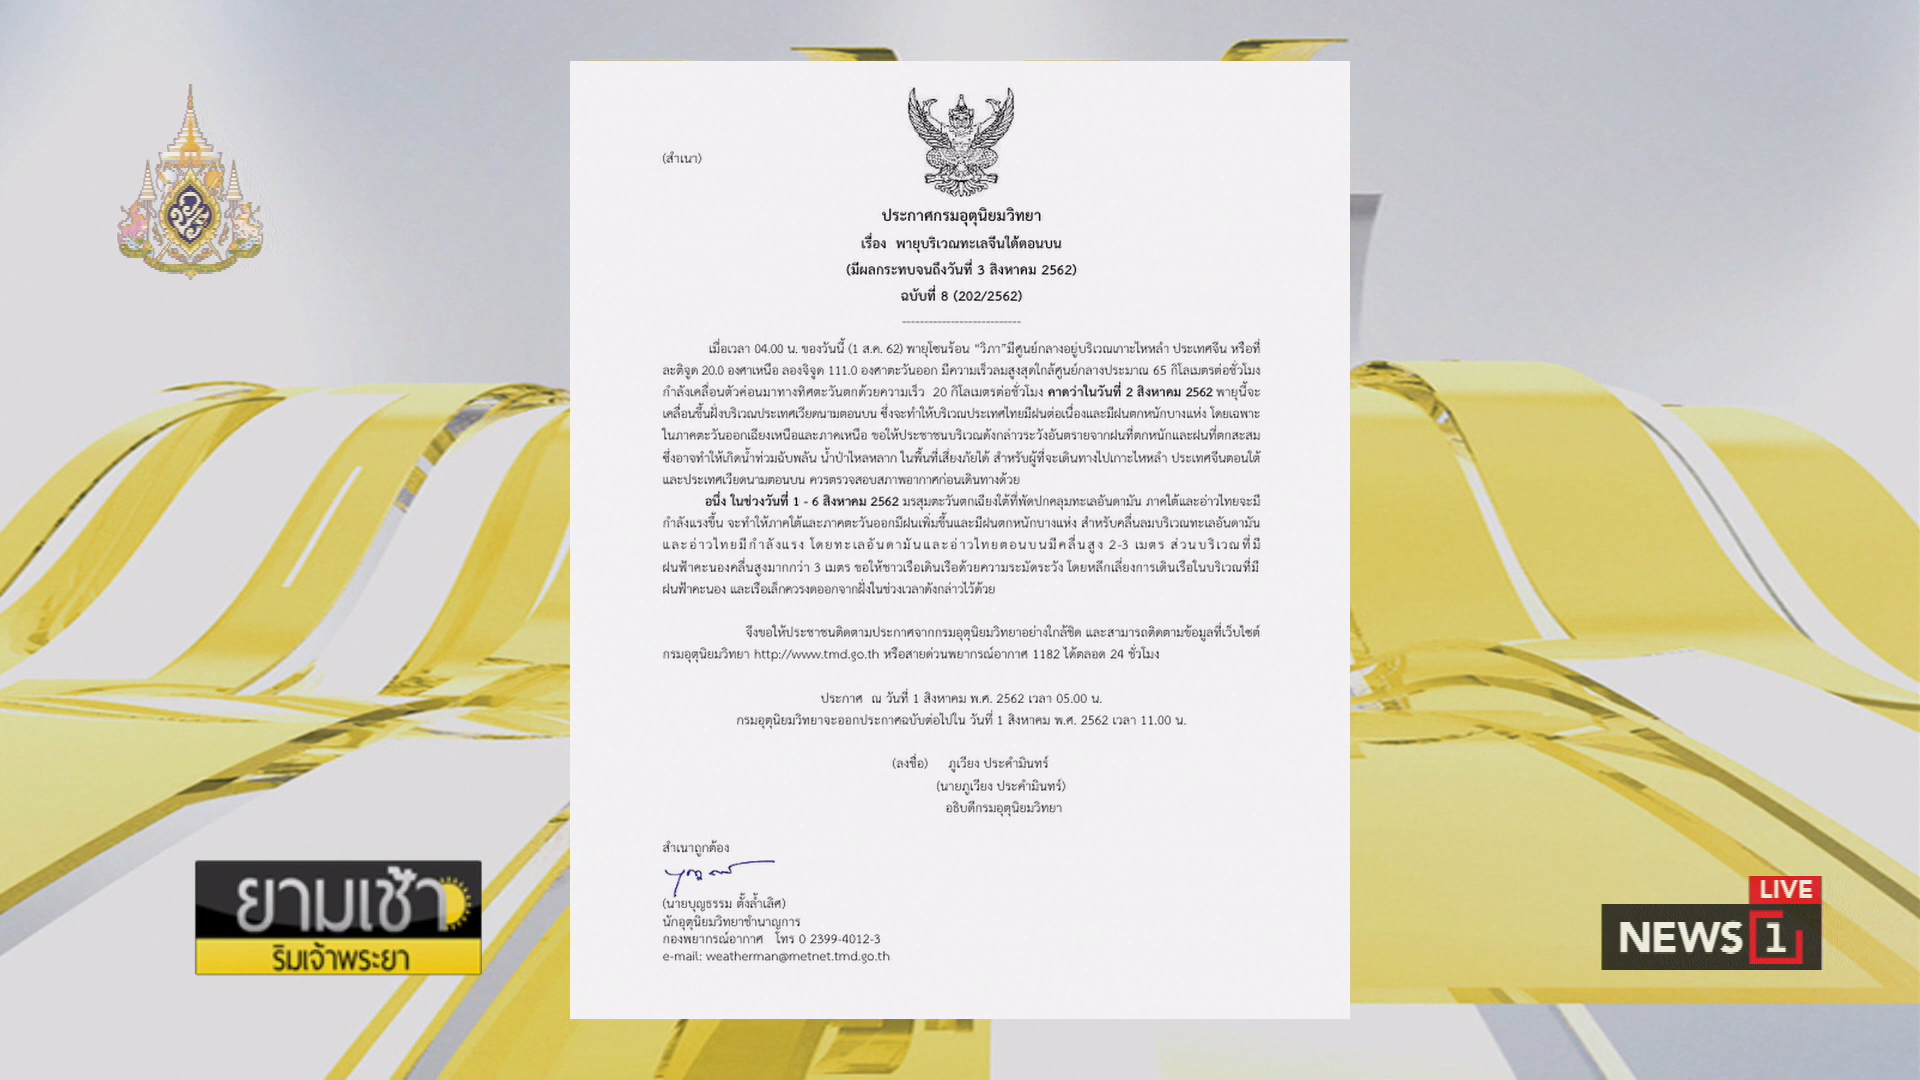 (สำเนา)
ประกาศกรมอุตุนิยมวิทยา
เรื่อง พายุบริเวณทะเลจีนใต้ตอนบน
(มีผลกระทบจนถึงวันที่ 3 สิงหาคม 2562)
ฉบับที่ 8 (202/2562)
---------------------------
เมื่อเวลา 04.00 น. ของวันนี้ (1 ส.ค. 62) พายุโซนร้อน “วิภา”มีศูนย์กลางอยู่บริเวณเกาะไหหลำ ประเทศจีน หรือที่
ละติจูด 20.0 องศาเหนือ ลองจิจูด 111.0 องศาตะวันออก มีความเร็วลมสูงสุดใกล้ศูนย์กลางประมาณ 65 กิโลเมตรต่อชั่วโมง
กำลังเคลื่อนตัวค่อนมาทางทิศตะวันตกด้วยความเร็ว 20 กิโลเมตรต่อชั่วโมง คาดว่าในวันที่ 2 สิงหาคม 2562 พายุนี้จะ
เคลื่อนขึ้นฝั่งบริเวณประเทศเวียดนามตอนบน ซึ่งจะทำให้บริเวณประเทศไทยมีฝนต่อเนื่องและมีฝนตกหนักบางแห่ง โดยเฉพาะ
ในภาคตะวันออกเฉียงเหนือและภาคเหนือ ขอให้ประชาชนบริเวณดังกล่าวระวังอันตรายจากฝนที่ตกหนักและฝนที่ตกสะสม
ซึ่งอาจทำให้เกิดน้ำท่วมฉับพลัน น้ำป่าไหลหลาก ในพื้นที่เสี่ยงภัยได้ สำหรับผู้ที่จะเดินทางไปเกาะไหหลำ ประเทศจีนตอนใต้
และประเทศเวียดนามตอนบน ควรตรวจสอบสภาพอากาศก่อนเดินทางด้วย
อนึ่ง ในช่วงวันที่ 1 - 6 สิงหาคม 2562 มรสุมตะวันตกเฉียงใต้ที่พัดปกคลุมทะเลอันดามัน ภาคใต้และอ่าวไทยจะมี
กำลังแรงขึ้น จะทำให้ภาคใต้และภาคตะวันออกมีฝนเพิ่มขึ้นและมีฝนตกหนักบางแห่ง สำหรับคลื่นลมบริเวณทะเลอันดามัน
และอ่าวไทยมีกำลังแรง โดยทะเลอันดามันและอ่าวไทยตอนบนมีคลื่นสูง 2-3 เมตร ส่วนบริเวณที่มี
ฝนฟ้าคะนองคลื่นสูงมากกว่า 3 เมตร ขอให้ชาวเรือเดินเรือด้วยความระมัดระวัง โดยหลีกเลี่ยงการเดินเรือในบริเวณที่มี
ฝนฟ้าคะนอง และเรือเล็กควรงดออกจากฝั่งในช่วงเวลาดังกล่าวไว้ด้วย
จึงขอให้ประชาชนติดตามประกาศจากกรมอุตุนิยมวิทยาอย่างใกล้ชิด และสามารถติดตามข้อมูลที่เว็บไซต์
กรมอุตุนิยมวิทยา http://www.tmd.go.th หรือสายด่วนพยากรณ์อากาศ 1182 ได้ตลอด 24 ชั่วโมง
ประกาศ ณ วันที่ 1 สิงหาคม พ.ศ. 2562 เวลา 05.00 น.
กรมอุตุนิยมวิทยาจะออกประกาศฉบับต่อไปใน วันที่ 1 สิงหาคม พ.ศ. 2562 เวลา 11.00 น.
(ลงชื่อ) ภูเวียง ประคำมินทร์
(นายภูเวียง ประคำมินทร์)
อธิบดีกรมอุตุนิยมวิทยา
สำเนาถูกต้อง
(นายบุญธรรม ตั้งล้ำเลิศ)
นักอุตุนิยมวิทยาชำนาญการ
กองพยากรณ์อากาศ โทร 0 2399-4012-3
e-mail: weatherman@metnet.tmd.go.th
ยามเช้า
ริมเจ้าพระยา
LIVE
NEWS 1